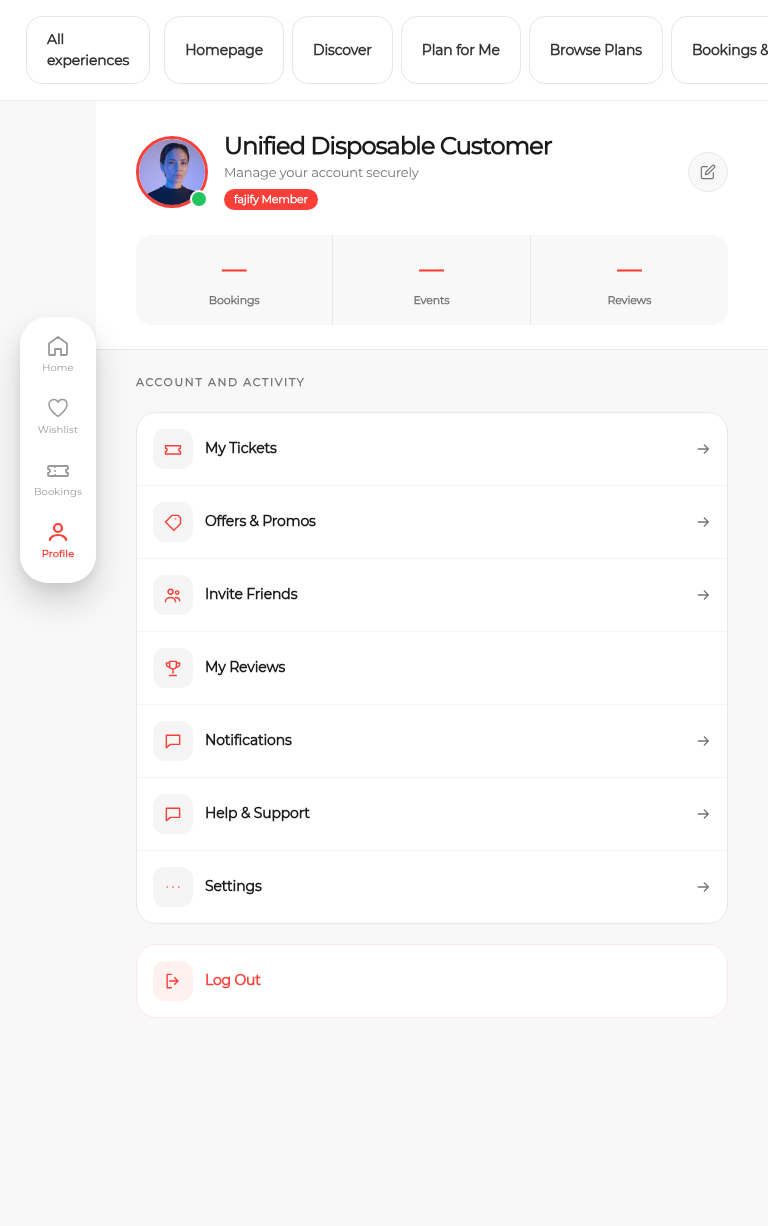 All
experiences
Homepage
Discover
Plan for Me
Browse Plans
Bookings &
Unified Disposable Customer
Manage your account securely
fajify Member
—
Bookings
—
Events
—
Reviews
Home
Wishlist
Bookings
Profile
ACCOUNT AND ACTIVITY
My Tickets
Offers & Promos
Invite Friends
My Reviews
Notifications
Help & Support
Settings
Log Out